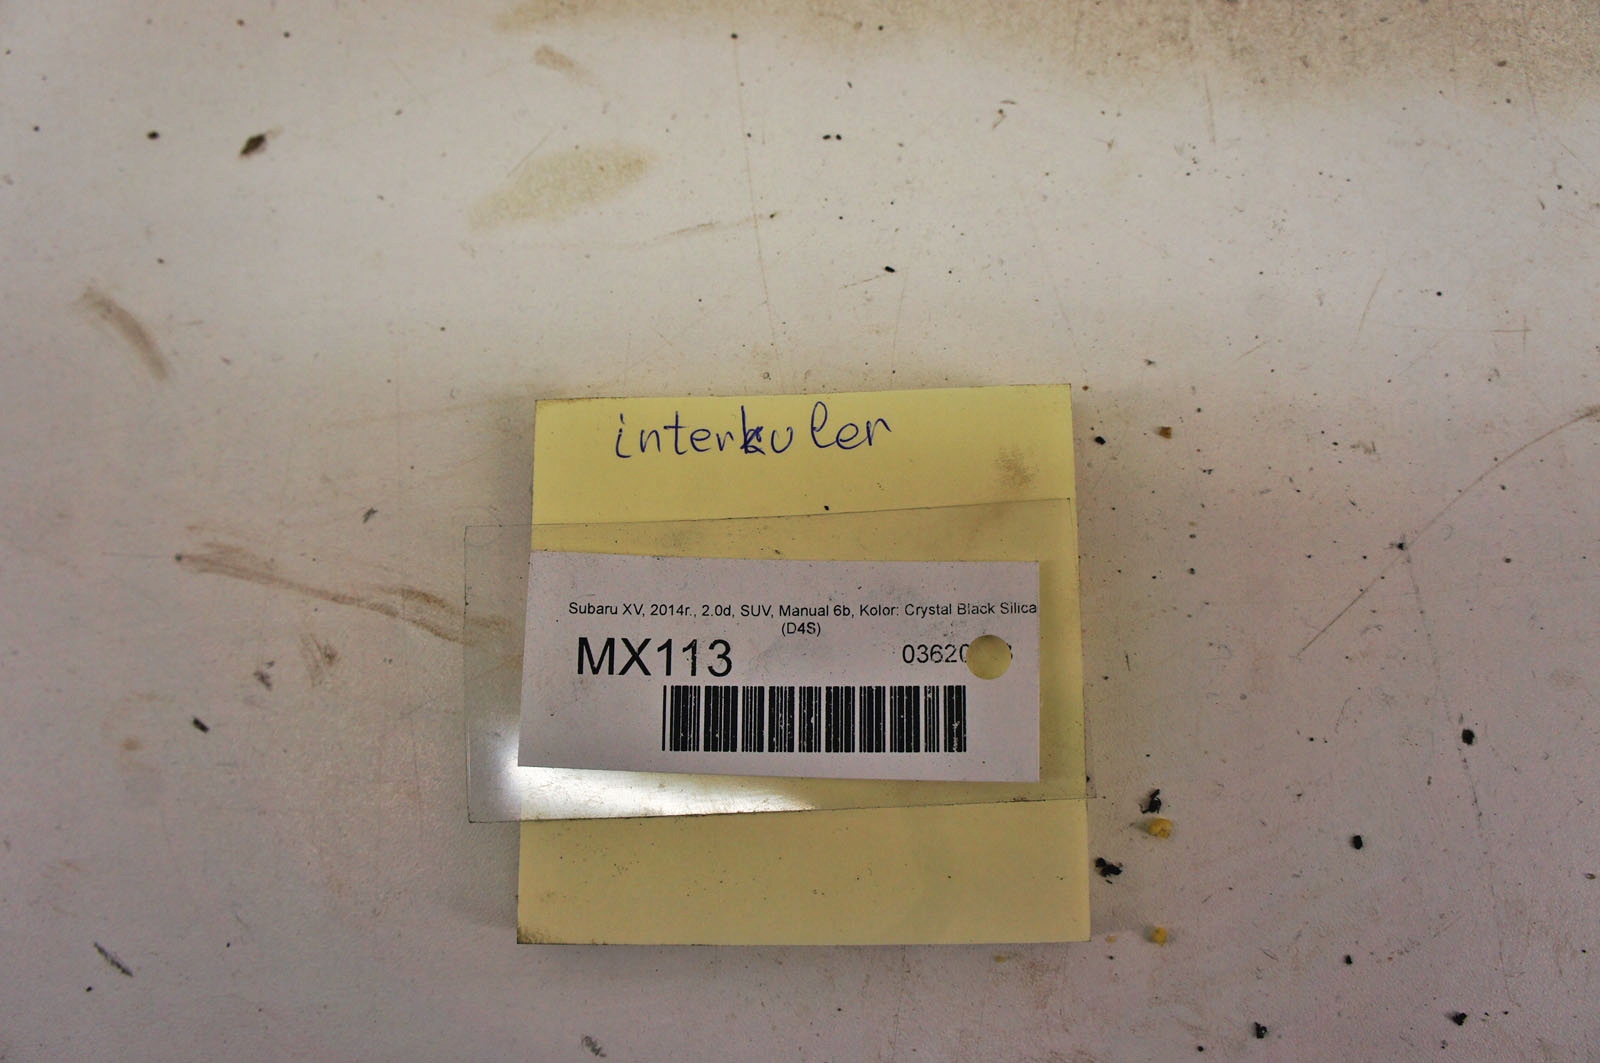 interkuler
Subaru XV, 2014r., 2.0d, SUV, Manual 6b, Kolor: Crystal Black Silica
(D4S)
MX113